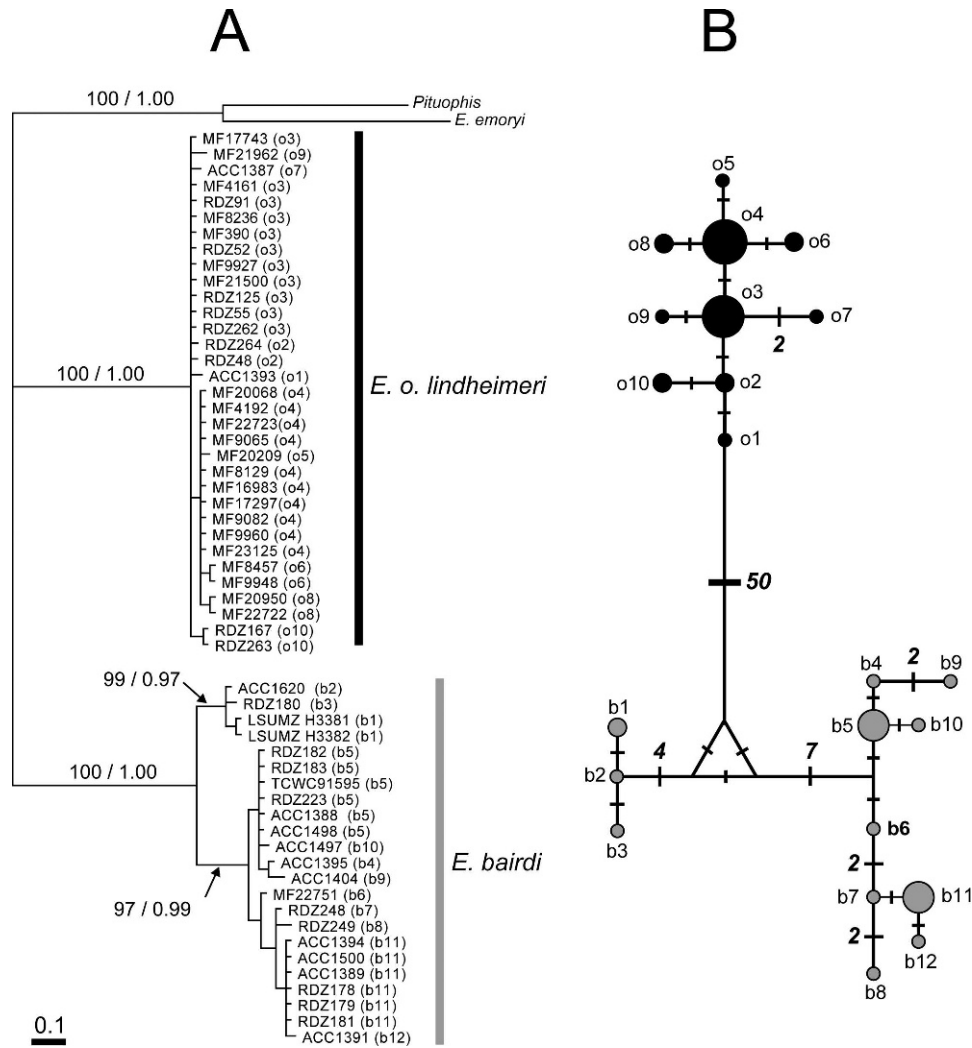 A
100 / 1.00
Pituophis
E. emoryi
MF17743 (o3)
MF21962 (o9)
ACC1387 (o7)
MF4161 (o3)
RDZ91 (o3)
MF8236 (o3)
MF390 (o3)
RDZ52 (o3)
MF9927 (o3)
MF21500 (o3)
RDZ125 (o3)
RDZ55 (o3)
RDZ262 (o3)
RDZ264 (o2)
RDZ48 (o2)
ACC1393 (o1)
MF20068 (o4)
MF4192 (o4)
MF22723(o4)
MF9065 (o4)
MF20209 (o5)
MF8129 (o4)
MF16983 (o4)
MF17297(o4)
MF9082 (o4)
MF9960 (o4)
MF23125 (o4)
MF8457 (o6)
MF9948 (o6)
MF20950 (o8)
MF22722 (o8)
RDZ167 (o10)
RDZ263 (o10)
100 / 1.00
E. o. lindheimeri
99 / 0.97
ACC1620 (b2)
RDZ180 (b3)
LSUMZ H3381 (b1)
LSUMZ H3382 (b1)
RDZ182 (b5)
RDZ183 (b5)
TCWC91595 (b5)
RDZ223 (b5)
ACC1388 (b5)
ACC1498 (b5)
ACC1497 (b10)
ACC1395 (b4)
ACC1404 (b9)
MF22751 (b6)
RDZ248 (b7)
RDZ249 (b8)
ACC1394 (b11)
ACC1500 (b11)
ACC1389 (b11)
RDZ178 (b11)
RDZ179 (b11)
RDZ181 (b11)
ACC1391 (b12)
100 / 1.00
97 / 0.99
E. bairdi
0.1
B
o5
o4
o8
o6
o3
o9
o7
2
o10
o2
o1
50
b1
b2
4
b3
7
b4
2
b9
b5
b10
b6
2
b7
b11
2
b12
b8